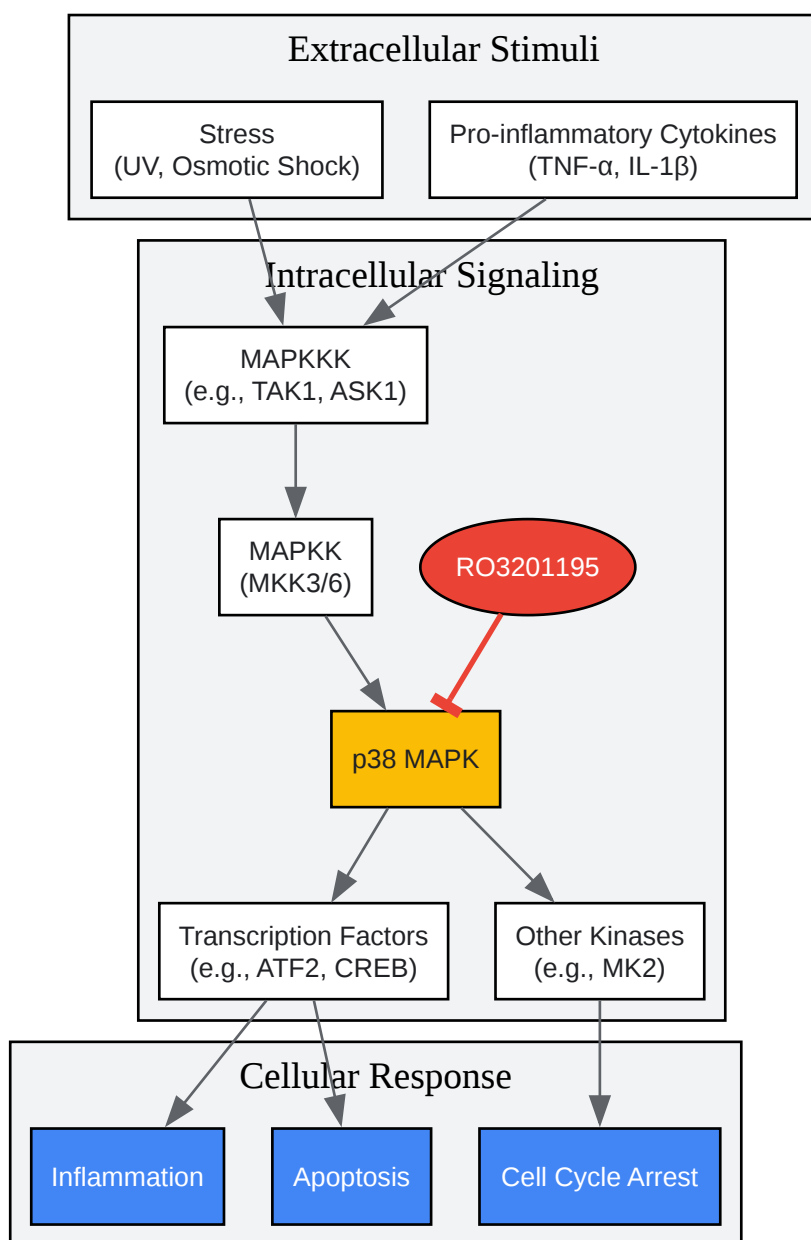 Extracellular Stimuli
Stress
(UV, Osmotic Shock)
Pro-inflammatory Cytokines
(TNF-α, IL-1β)
Intracellular Signaling
MAPKKK
(e.g., TAK1, ASK1)
MAPKK
(MKK3/6)
RO3201195
p38 MAPK
Transcription Factors
(e.g., ATF2, CREB)
Other Kinases
(e.g., MK2)
Cellular Response
Inflammation
Apoptosis
Cell Cycle Arrest